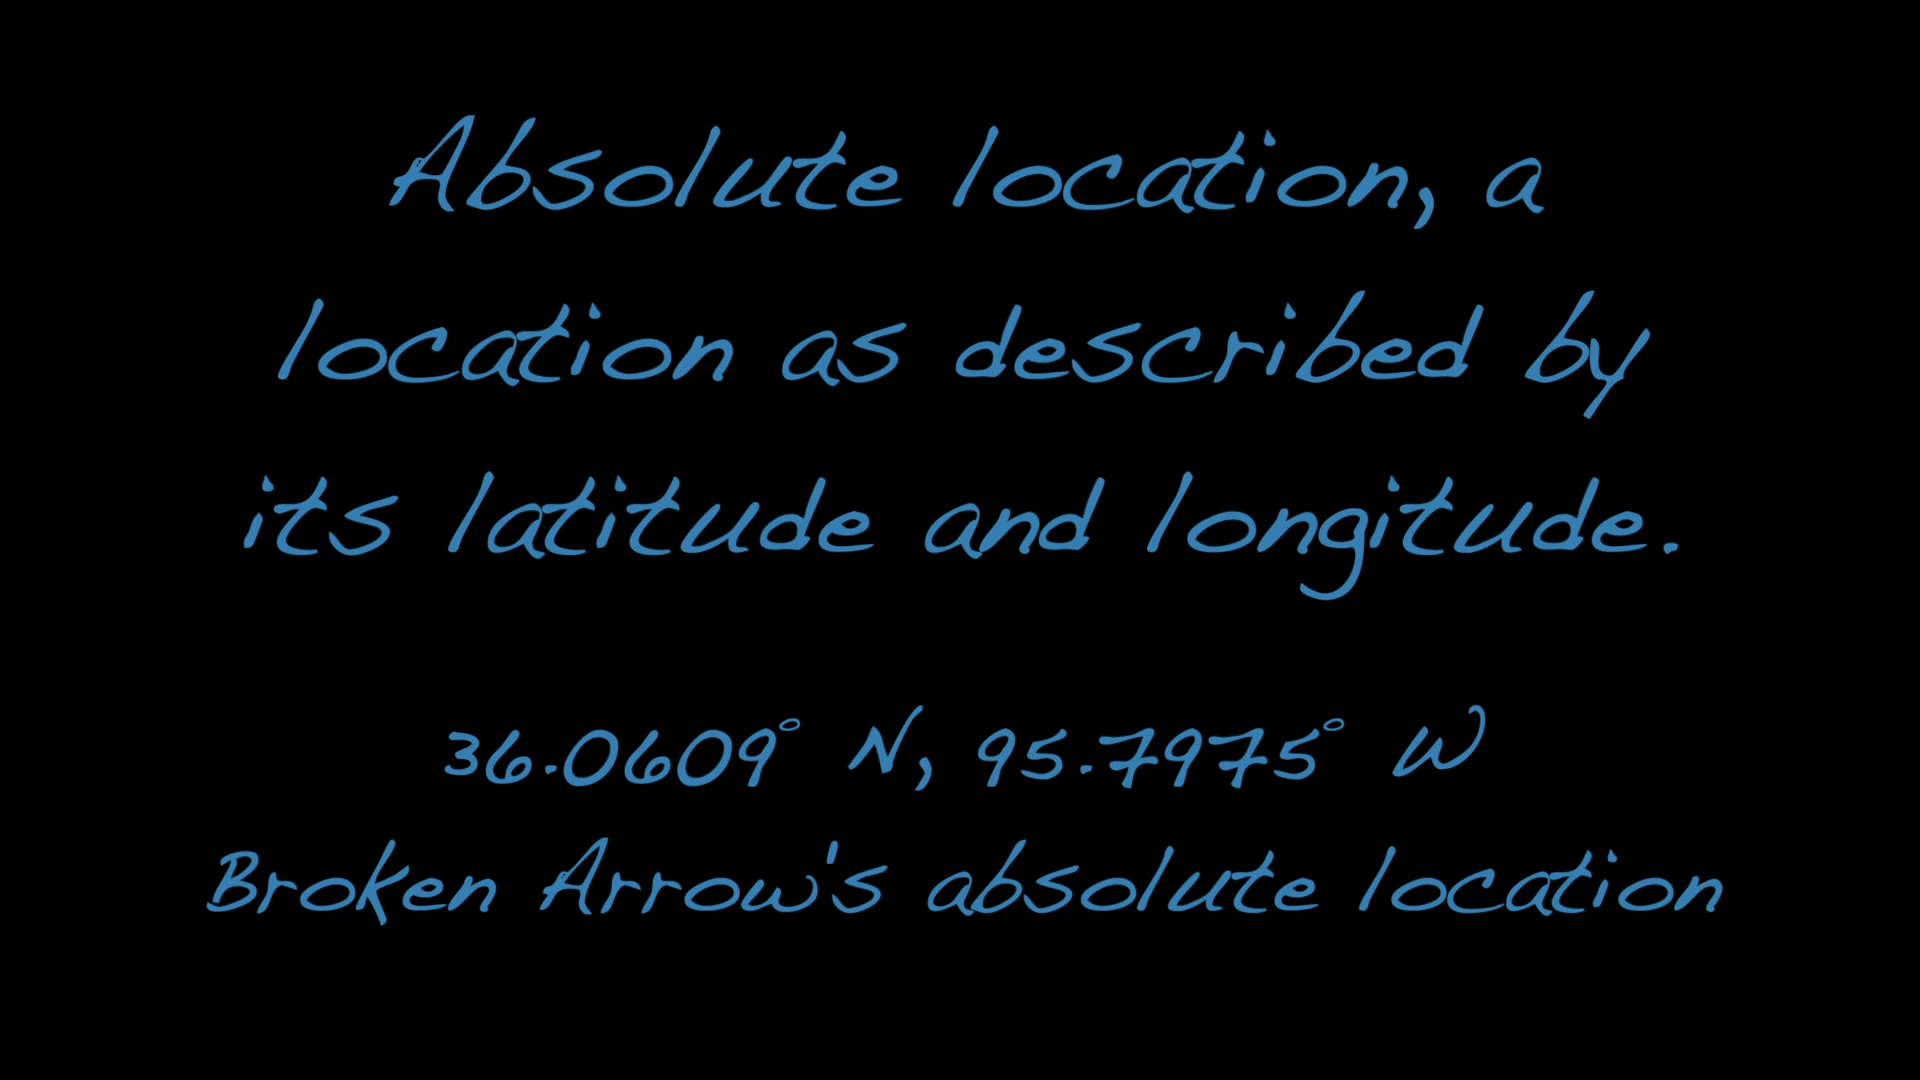 Absolute location, a
location as described by
its latitude and longitude.
36.0609° N, 95.7975° W
Broken Arrow's absolute location